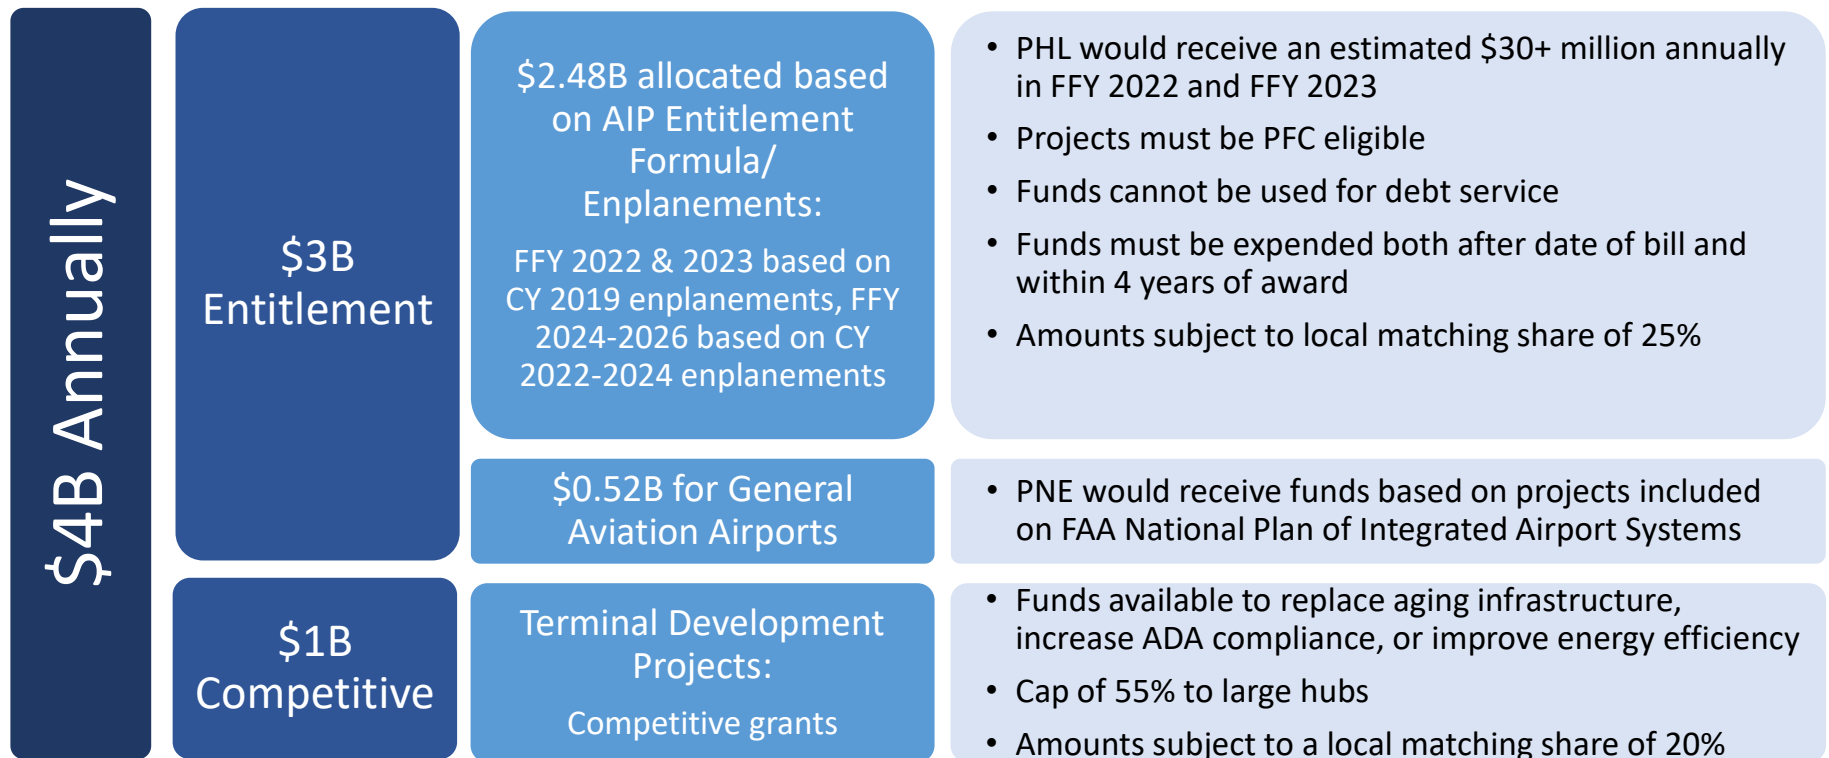 $4B Annually
$3B
Entitlement
$2.48B allocated based
on AIP Entitlement
Formula/
Enplanements:
FFY 2022 & 2023 based on
CY 2019 enplanements, FFY
2024-2026 based on CY
2022-2024 enplanements
• PHL would receive an estimated $30+ million annually
in FFY 2022 and FFY 2023
• Projects must be PFC eligible
• Funds cannot be used for debt service
• Funds must be expended both after date of bill and
within 4 years of award
• Amounts subject to local matching share of 25%
$0.52B for General
Aviation Airports
• PNE would receive funds based on projects included
on FAA National Plan of Integrated Airport Systems
$1B
Competitive
Terminal Development
Projects:
Competitive grants
• Funds available to replace aging infrastructure,
increase ADA compliance, or improve energy efficiency
• Cap of 55% to large hubs
• Amounts subject to a local matching share of 20%